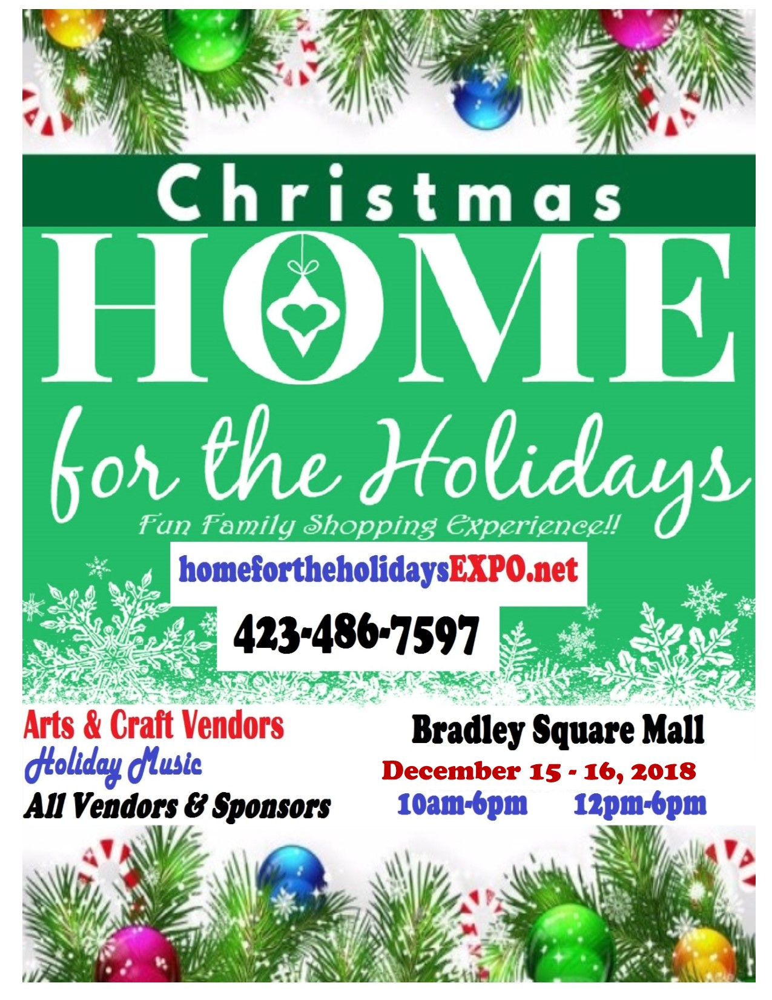 Christmas
HOME
for the Holidays
Fun Family Shopping Experience!!
homefortheholidaysEXPO.net
423-486-7597
Arts & Craft Vendors
Holiday Music
All Vendors & Sponsors
Bradley Square Mall
December 15 - 16, 2018
10am-6pm 12pm-6pm